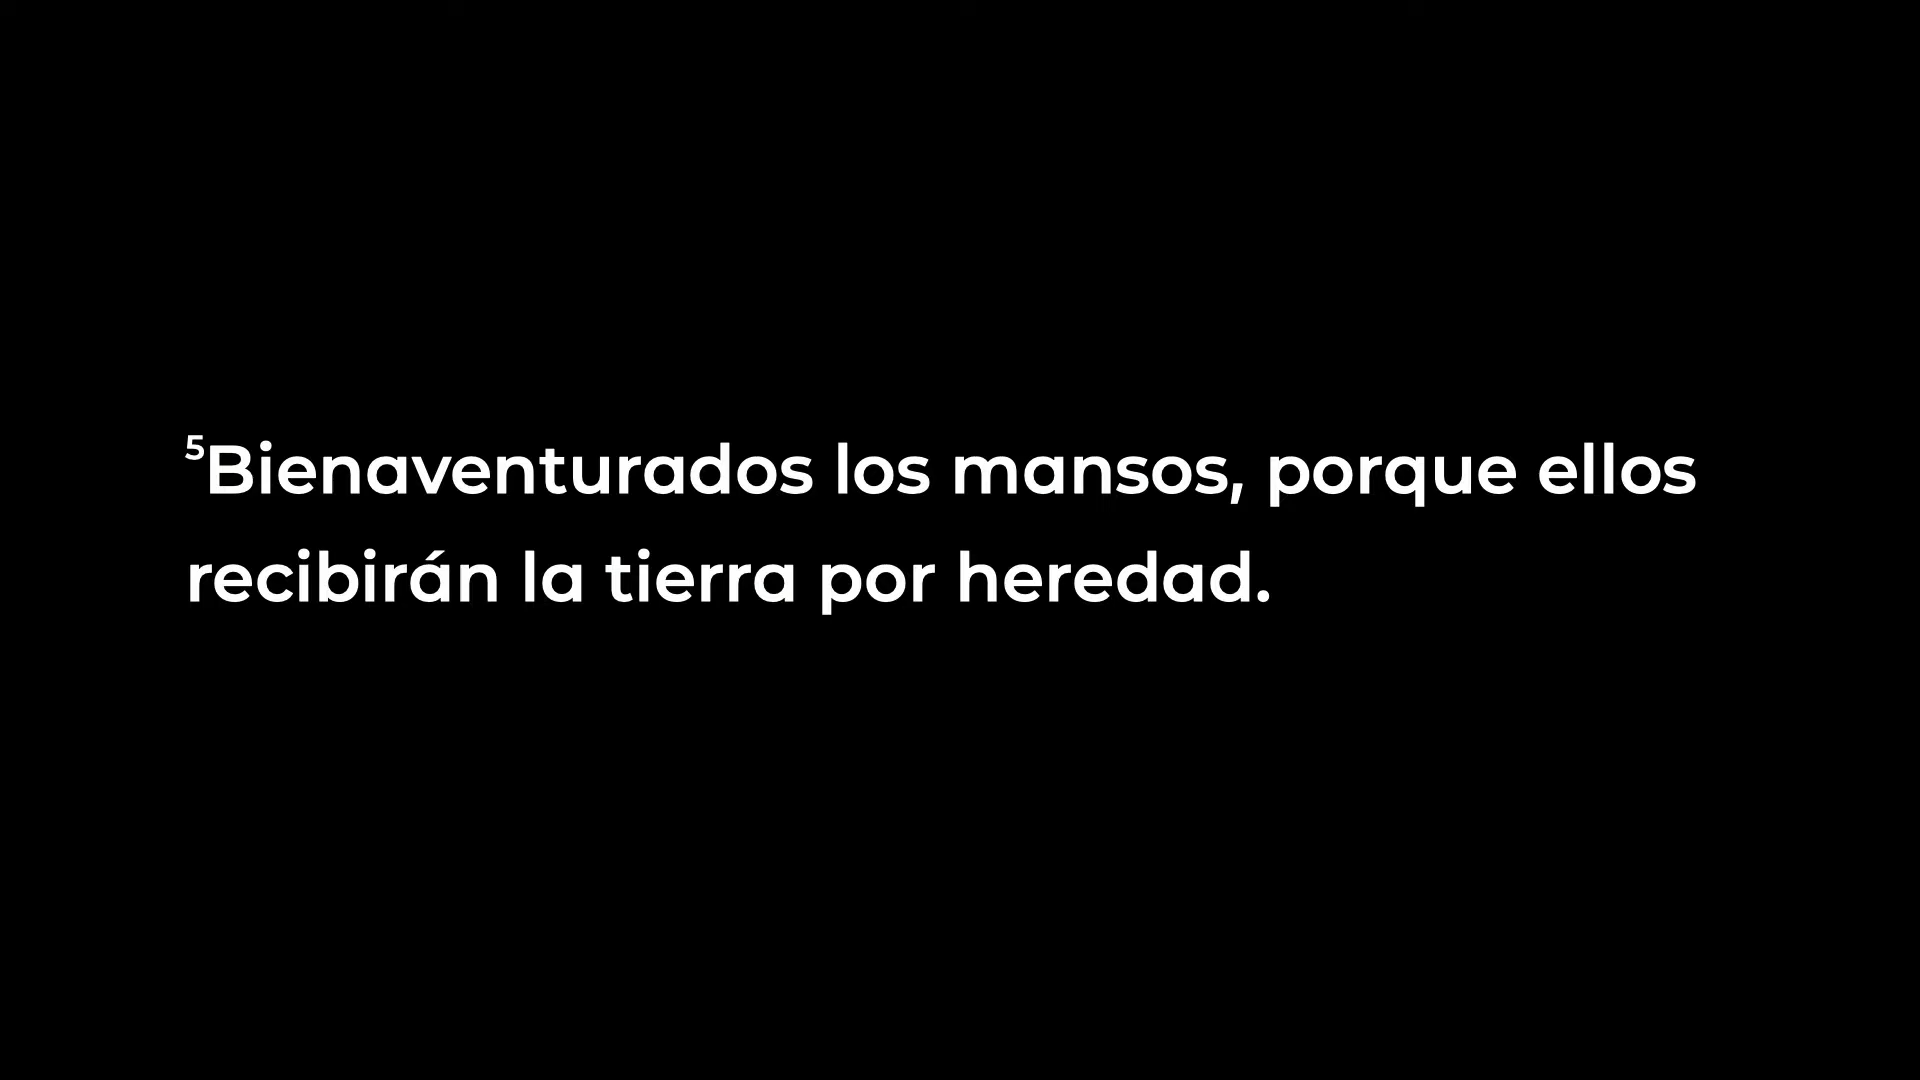 ⁵Bienaventurados los mansos, porque ellos
recibirán la tierra por heredad.